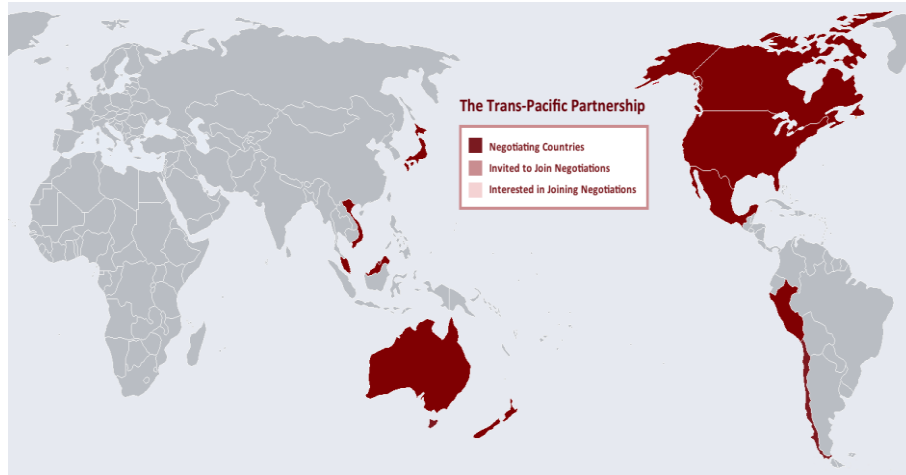 The Trans-Pacific Partnership
Negotiating Countries
Invited to Join Negotiations
Interested in Joining Negotiations